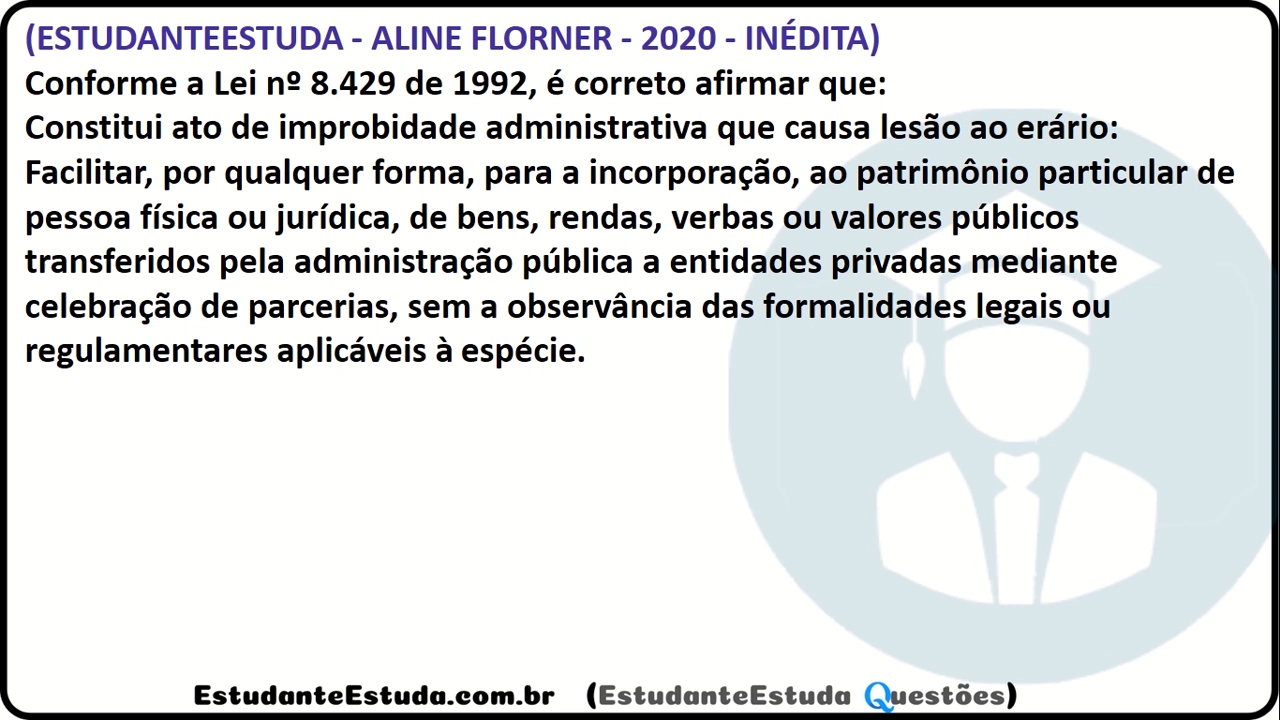 (ESTUDANTEESTUDA - ALINE FLORNER - 2020 - INÉDITA)
Conforme a Lei nº 8.429 de 1992, é correto afirmar que:
Constitui ato de improbidade administrativa que causa lesão ao erário:
Facilitar, por qualquer forma, para a incorporação, ao patrimônio particular de
pessoa física ou jurídica, de bens, rendas, verbas ou valores públicos
transferidos pela administração pública a entidades privadas mediante
celebração de parcerias, sem a observância das formalidades legais ou
regulamentares aplicáveis à espécie.
EstudanteEstuda.com.br (EstudanteEstuda Questões)